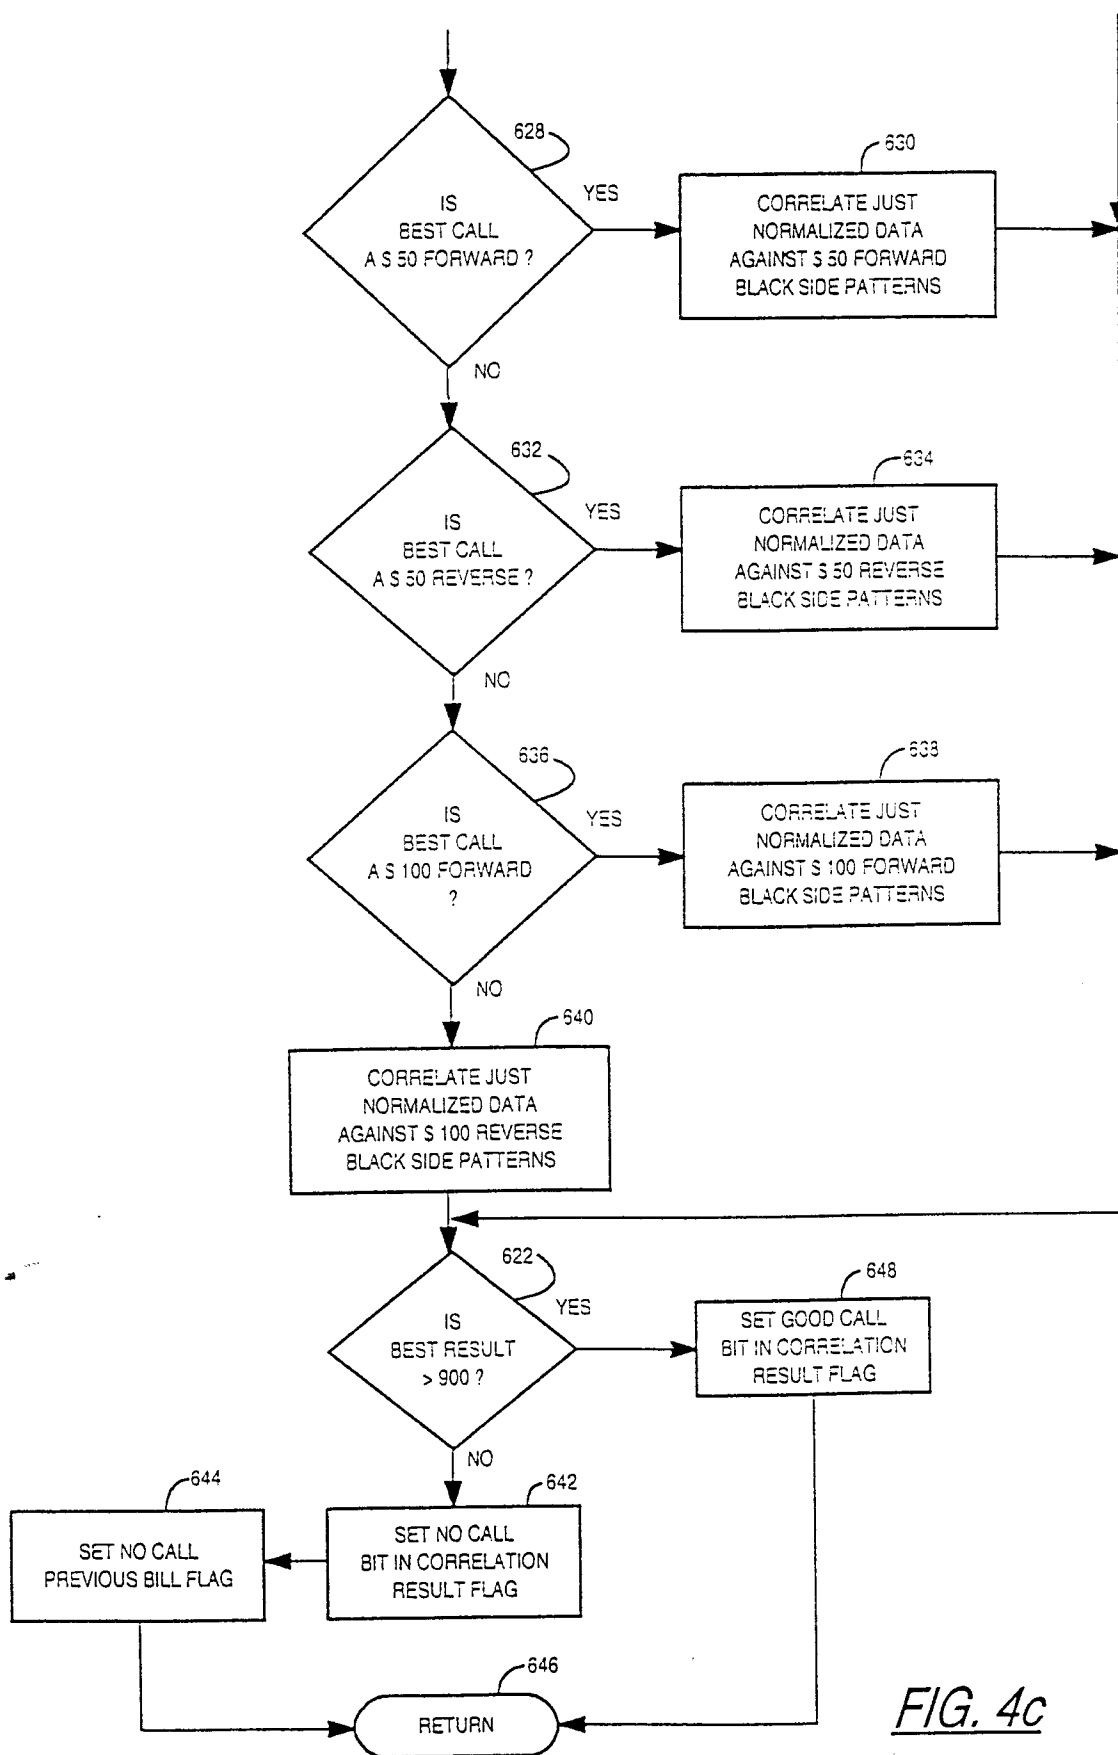 628
IS
BEST CALL
A $ 50 FORWARD ?
YES
NO
630
CORRELATE JUST
NORMALIZED DATA
AGAINST $ 50 FORWARD
BLACK SIDE PATTERNS
632
IS
BEST CALL
A $ 50 REVERSE ?
YES
NO
634
CORRELATE JUST
NORMALIZED DATA
AGAINST $ 50 REVERSE
BLACK SIDE PATTERNS
636
IS
BEST CALL
A $ 100 FORWARD
?
YES
NO
638
CORRELATE JUST
NORMALIZED DATA
AGAINST $ 100 FORWARD
BLACK SIDE PATTERNS
640
CORRELATE JUST
NORMALIZED DATA
AGAINST $ 100 REVERSE
BLACK SIDE PATTERNS
622
IS
BEST RESULT
> 900 ?
YES
NO
648
SET GOOD CALL
BIT IN CORRELATION
RESULT FLAG
644
SET NO CALL
PREVIOUS BILL FLAG
642
SET NO CALL
BIT IN CORRELATION
RESULT FLAG
646
RETURN
FIG. 4c